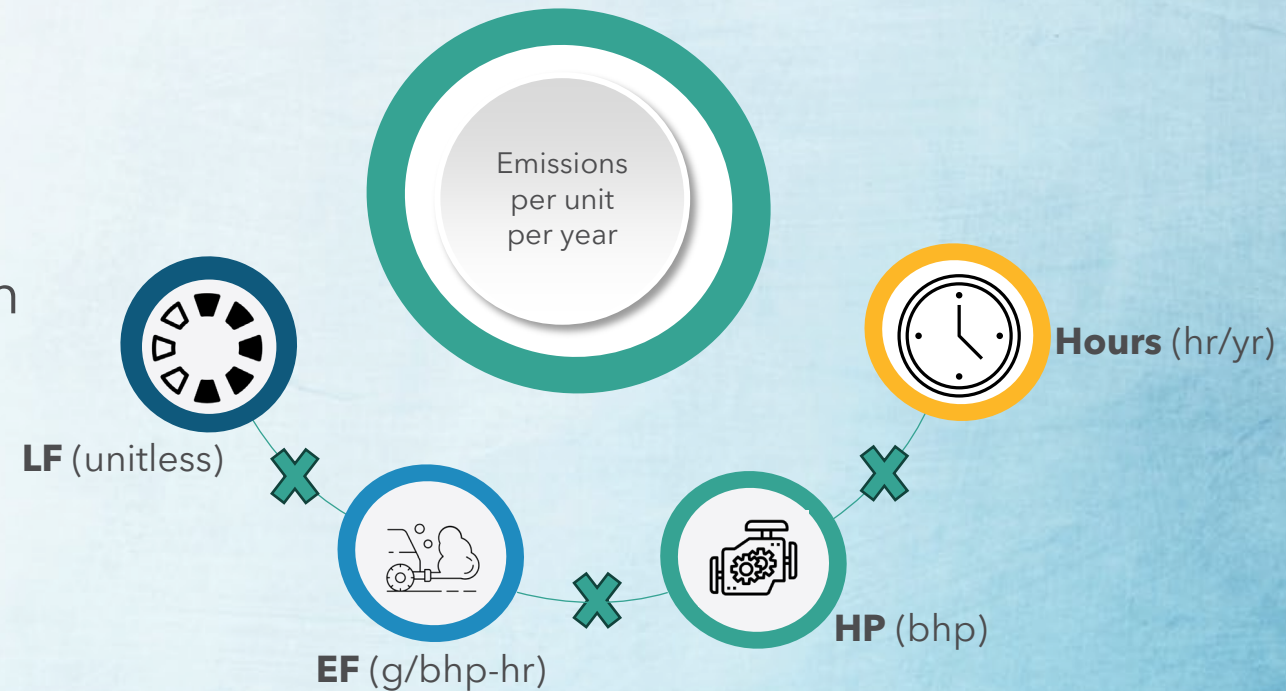 Emissions
per unit
per year
Hours (hr/yr)
LF (unitless)
HP (bhp)
EF (g/bhp-hr)